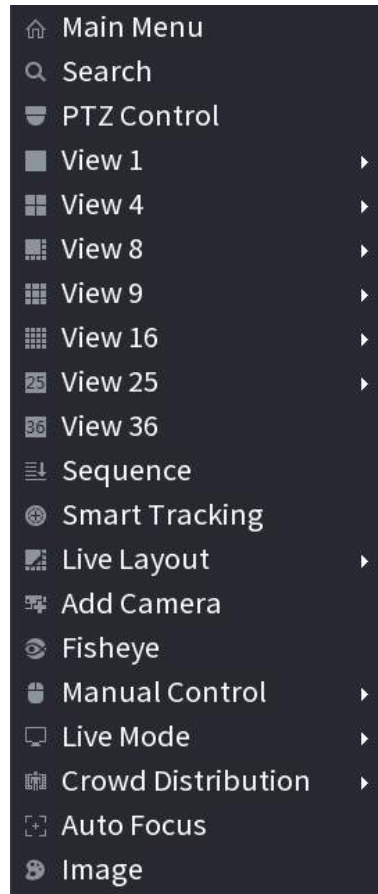 Main Menu
Search
PTZ Control
View 1
View 4
View 8
View 9
View 16
25 View 25
36 View 36
Sequence
Smart Tracking
Live Layout
Add Camera
Fisheye
Manual Control
Live Mode
Crowd Distribution
Auto Focus
Image